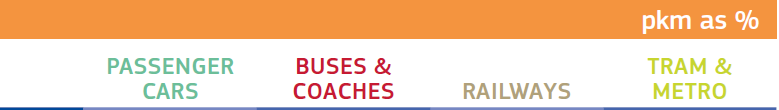 pkm as %
PASSENGER CARS
BUSES & COACHES
RAILWAYS
TRAM & METRO